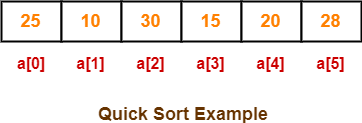 25 10 30 15 20 28
a[0] a[1] a[2] a[3] a[4] a[5]
Quick Sort Example